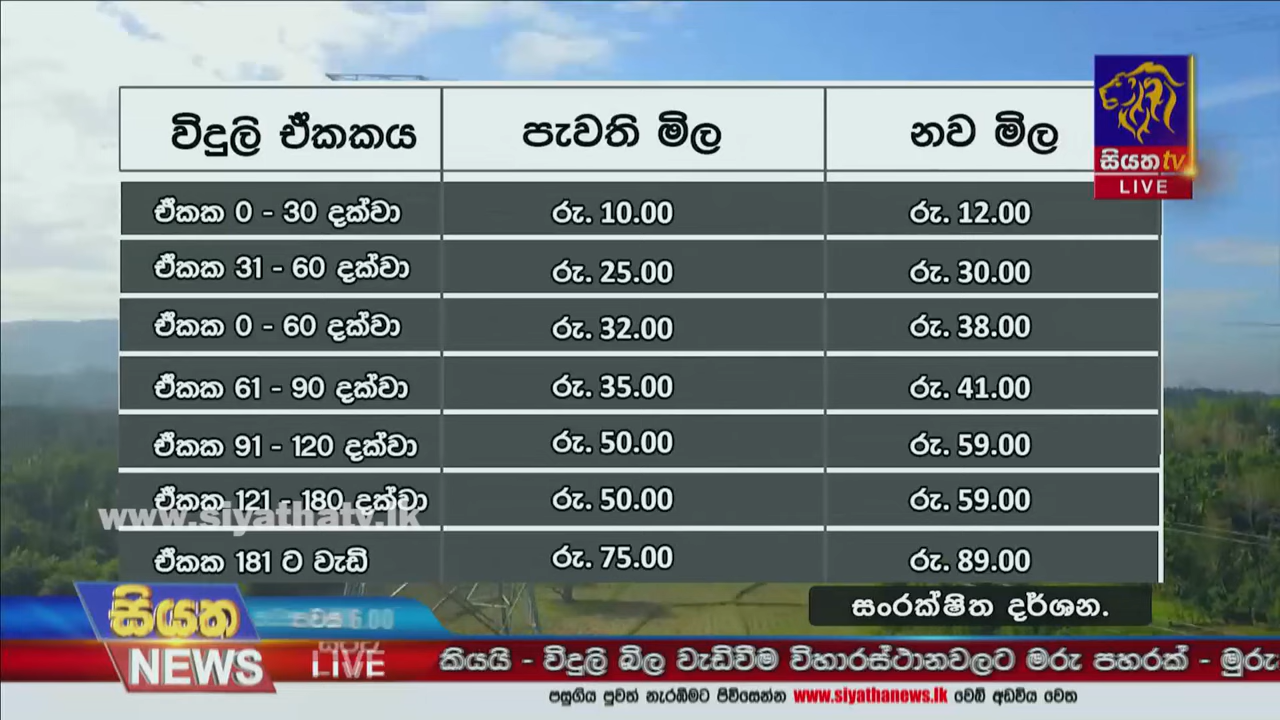 විදුලි ඒකකය පැවති මිල නව මිල
ඒකක 0 - 30 දක්වා රු. 10.00 රු. 12.00
ඒකක 31 - 60 දක්වා රු. 25.00 රු. 30.00
ඒකක 0 - 60 දක්වා රු. 32.00 රු. 38.00
ඒකක 61 - 90 දක්වා රු. 35.00 රු. 41.00
ඒකක 91 - 120 දක්වා රු. 50.00 රු. 59.00
ඒකක 121 - 180 දක්වා රු. 50.00 රු. 59.00
ඒකක 181 ට වැඩි රු. 75.00 රු. 89.00
සියත tv
LIVE
www.siyathatv.lk
සංරක්ෂිත දර්ශන.
සියත 6.00
NEWS LIVE
කියයි - විදුලි බිල වැඩිවීම විහාරස්ථානවලට මරු පහරක් -
පසුගිය පුවත් නැරඹීමට පිවිසෙන්න www.siyathanews.lk වෙබ් අඩවිය වෙත